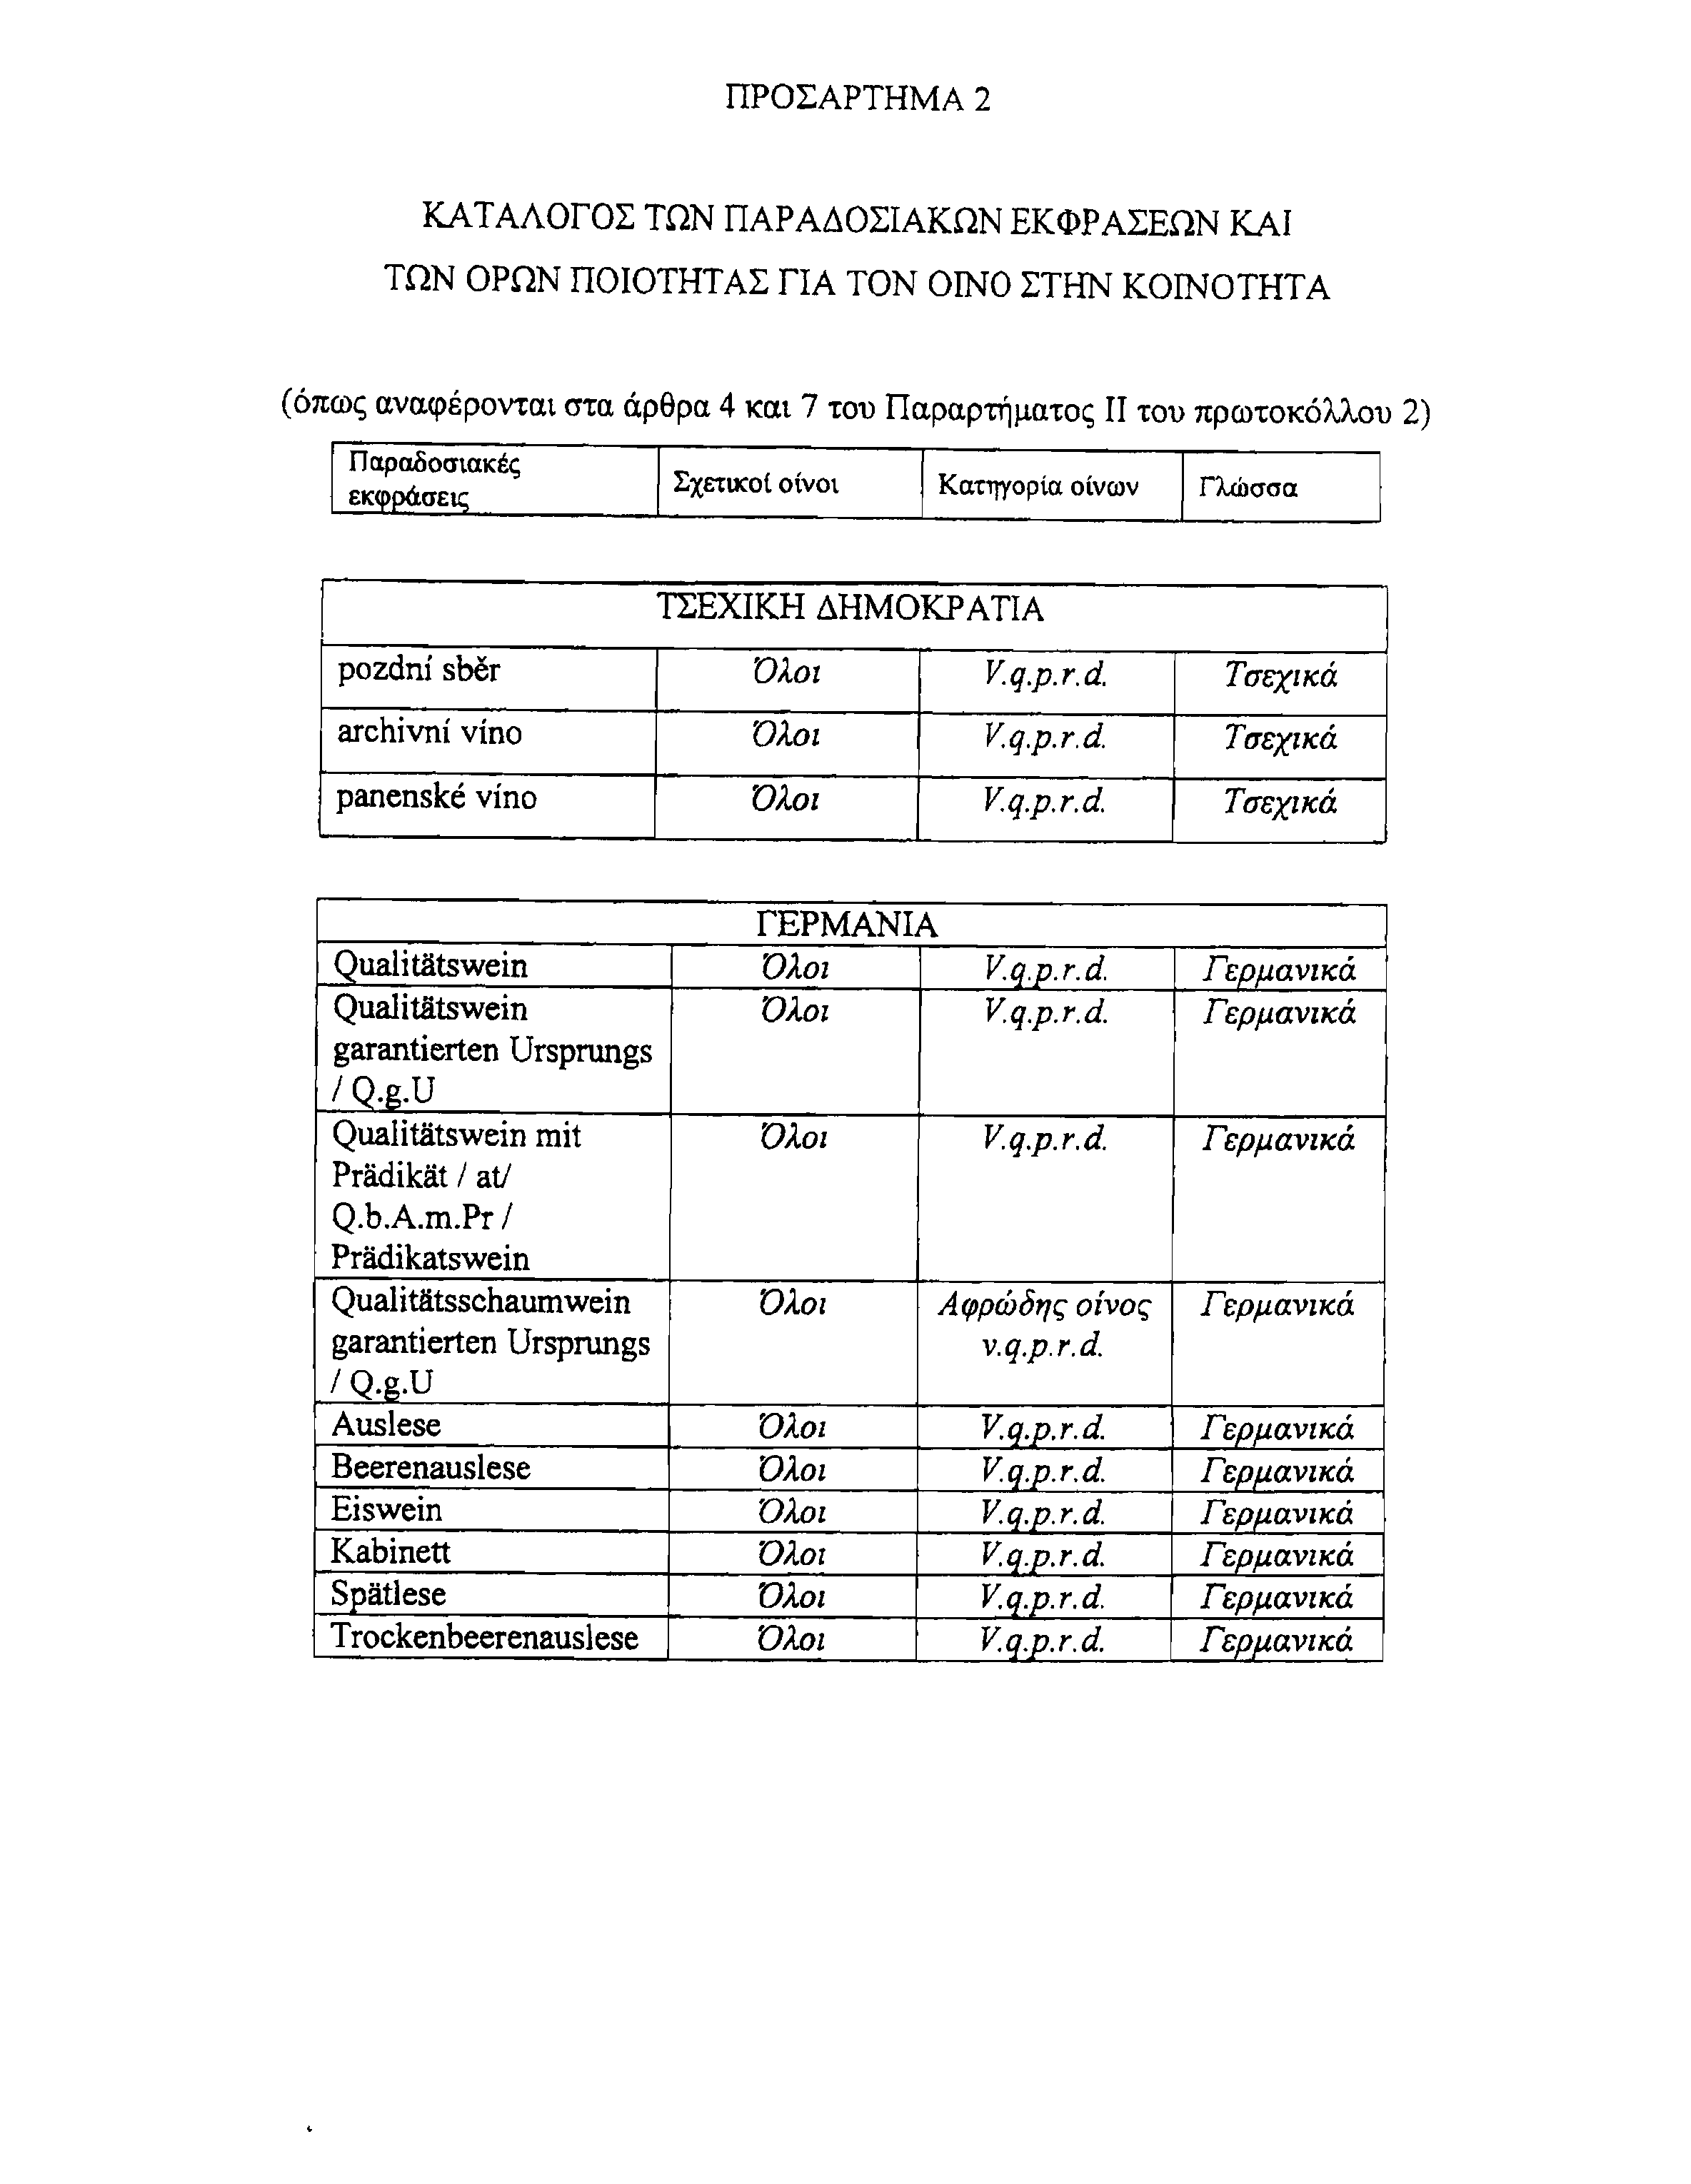 ΠΡΟΣΑΡΤΗΜΑ 2
ΚΑΤΑΛΟΓΟΣ ΤΩΝ ΠΑΡΑΔΟΣΙΑΚΩΝ ΕΚΦΡΑΣΕΩΝ ΚΑΙ
ΤΩΝ ΟΡΩΝ ΠΟΙΟΤΗΤΑΣ ΓΙΑ ΤΟΝ ΟΙΝΟ ΣΤΗΝ ΚΟΙΝΟΤΗΤΑ
(όπως αναφέρονται στα άρθρα 4 και 7 του Παραρτήματος ΙΙ του πρωτοκόλλου 2)
Παραδοσιακές
εκφράσεις Σχετικοί οίνοι Κατηγορία οίνων Γλώσσα
ΤΣΕΧΙΚΗ ΔΗΜΟΚΡΑΤΙΑ
pozdní sběr Όλοι V.q.p.r.d. Τσεχικά
archivní víno Όλοι V.q.p.r.d. Τσεχικά
panenské víno Όλοι V.q.p.r.d. Τσεχικά
ΓΕΡΜΑΝΙΑ
Qualitätswein Όλοι V.q.p.r.d. Γερμανικά
Qualitätswein Όλοι V.q.p.r.d. Γερμανικά
garantierten Ursprungs
/ Q.g.U
Qualitätswein mit Όλοι V.q.p.r.d. Γερμανικά
Prädikät / at/
Q.b.A.m.Pr /
Prädikatswein
Qualitätsschaumwein Όλοι Αφρώδης οίνος Γερμανικά
garantierten Ursprungs v.q.p.r.d.
/ Q.g.U
Auslese Όλοι V.q.p.r.d. Γερμανικά
Beerenauslese Όλοι V.q.p.r.d. Γερμανικά
Eiswein Όλοι V.q.p.r.d. Γερμανικά
Kabinett Όλοι V.q.p.r.d. Γερμανικά
Spätlese Όλοι V.q.p.r.d. Γερμανικά
Trockenbeerenauslese Όλοι V.q.p.r.d. Γερμανικά